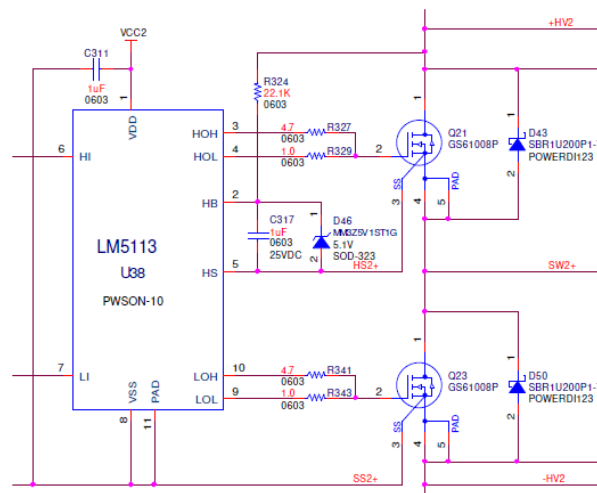 VCC2
+HV2
C311
1uF
0603
R324
22.1K
0603
1
VDD
3
HOH
4.7
0603
R327
1
Q21
GS61008P
D43
SBR1U200P1-
POWERDI123
1
2
6
HI
4
HOL
1.0
0603
R329
2
SS
PAD
3
4
5
2
HB
C317
1uF
0603
25VDC
1
D46
MM3Z5V1ST1G
5.1V
SOD-323
2
LM5113
U38
PWSON-10
5
HS
HS2+
SW2+
7
LI
10
LOH
4.7
0603
R341
1
Q23
GS61008P
D50
SBR1U200P1-
POWERDI123
1
2
9
LOL
1.0
0603
R343
2
SS
PAD
3
4
5
VSS
PAD
8
11
SS2+
-HV2